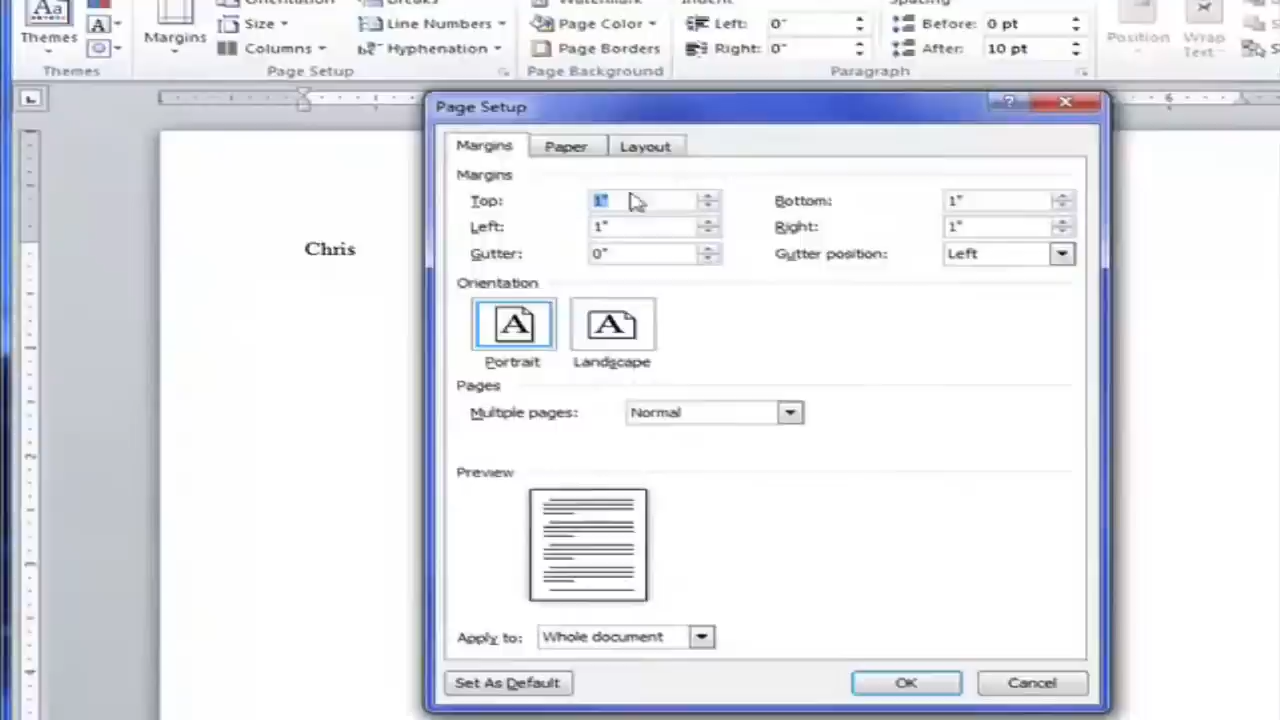 Orientation
Breaks
Watermark
Indent
Spacing
Themes
Aa
A
Margins
Size
Columns
Line Numbers
Hyphenation
Page Color
Page Borders
Left: 0"
Right: 0"
Before: 0 pt
After: 10 pt
Position
Wrap
Text
Themes
Page Setup
Page Background
Paragraph
Page Setup
Margins Paper Layout
Margins
Top: 1" Bottom: 1"
Left: 1" Right: 1"
Gutter: 0" Gutter position: Left
Chris
Orientation
A A
Portrait Landscape
Pages
Multiple pages: Normal
Preview
Apply to: Whole document
Set As Default OK Cancel